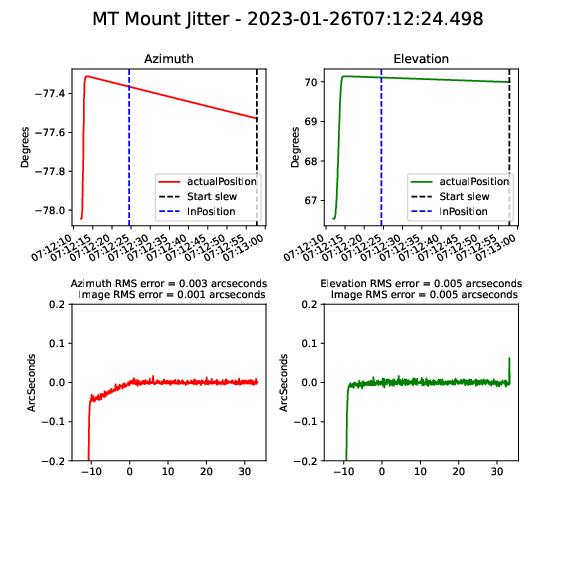 MT Mount Jitter - 2023-01-26T07:12:24.498
Azimuth
Elevation
Degrees
−77.4
−77.6
−77.8
−78.0
actualPosition
Start slew
InPosition
07:12:10
07:12:15
07:12:20
07:12:25
07:12:30
07:12:35
07:12:40
07:12:45
07:12:50
07:12:55
07:13:00
Degrees
70
69
68
67
actualPosition
Start slew
InPosition
07:12:10
07:12:15
07:12:20
07:12:25
07:12:30
07:12:35
07:12:40
07:12:45
07:12:50
07:12:55
07:13:00
Azimuth RMS error = 0.003 arcseconds
Image RMS error = 0.001 arcseconds
ArcSeconds
0.2
0.1
0.0
−0.1
−0.2
−10
0
10
20
30
Elevation RMS error = 0.005 arcseconds
Image RMS error = 0.005 arcseconds
ArcSeconds
0.2
0.1
0.0
−0.1
−0.2
−10
0
10
20
30